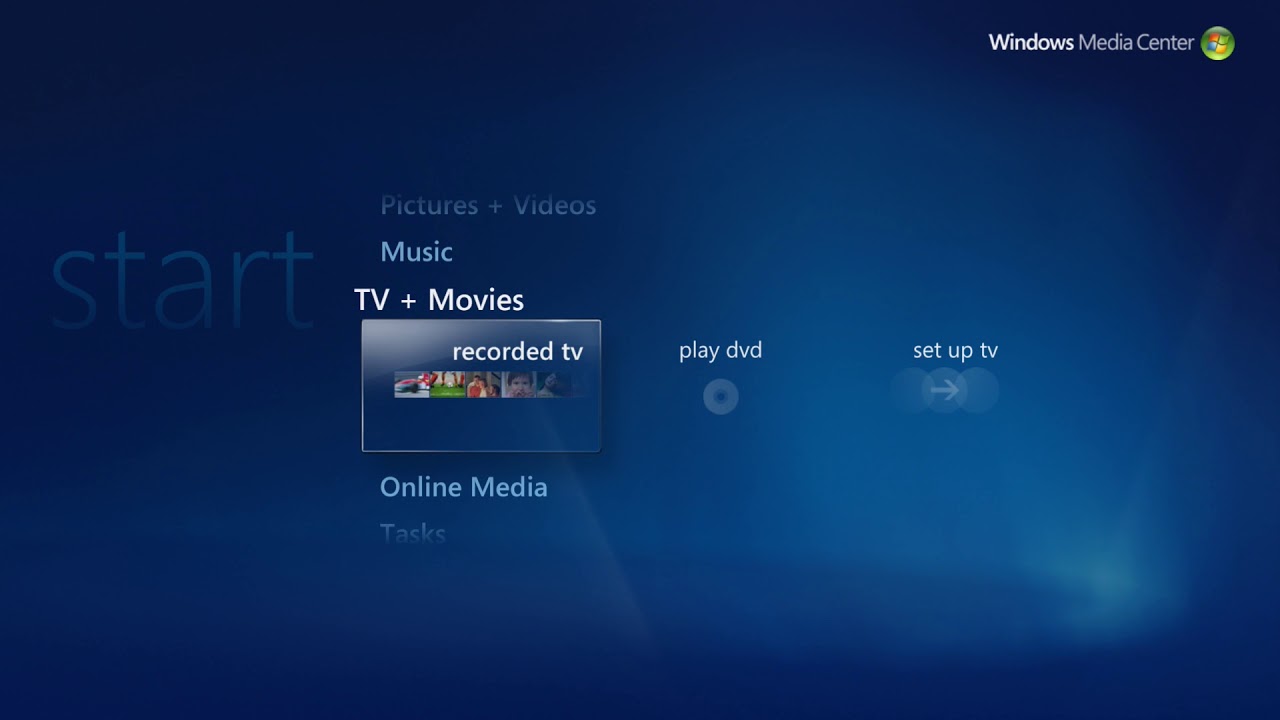 Windows Media Center
Pictures + Videos
start
Music
TV + Movies
recorded tv
play dvd
set up tv
Online Media
Tasks